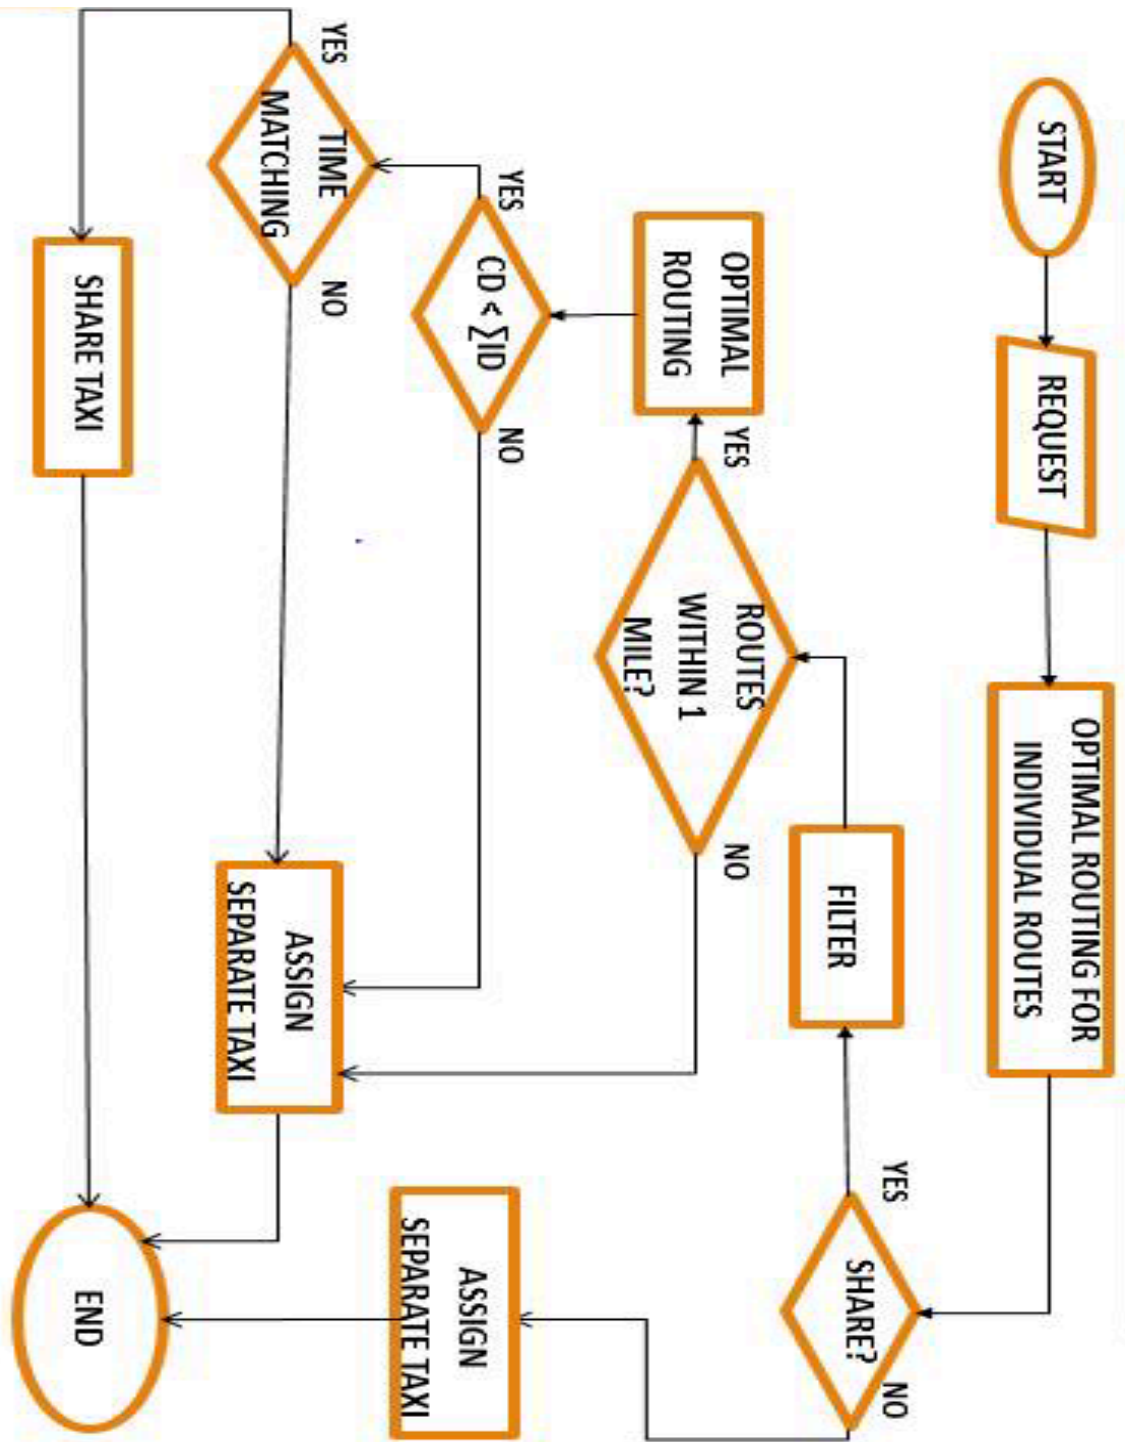 START
REQUEST
OPTIMAL ROUTING FOR
INDIVIDUAL ROUTES
SHARE?
YES
NO
FILTER
ROUTES
WITHIN 1
MILE?
YES
NO
OPTIMAL
ROUTING
CD < ∑ID
YES
NO
TIME
MATCHING
YES
NO
ASSIGN
SEPARATE TAXI
ASSIGN
SEPARATE TAXI
SHARE TAXI
END